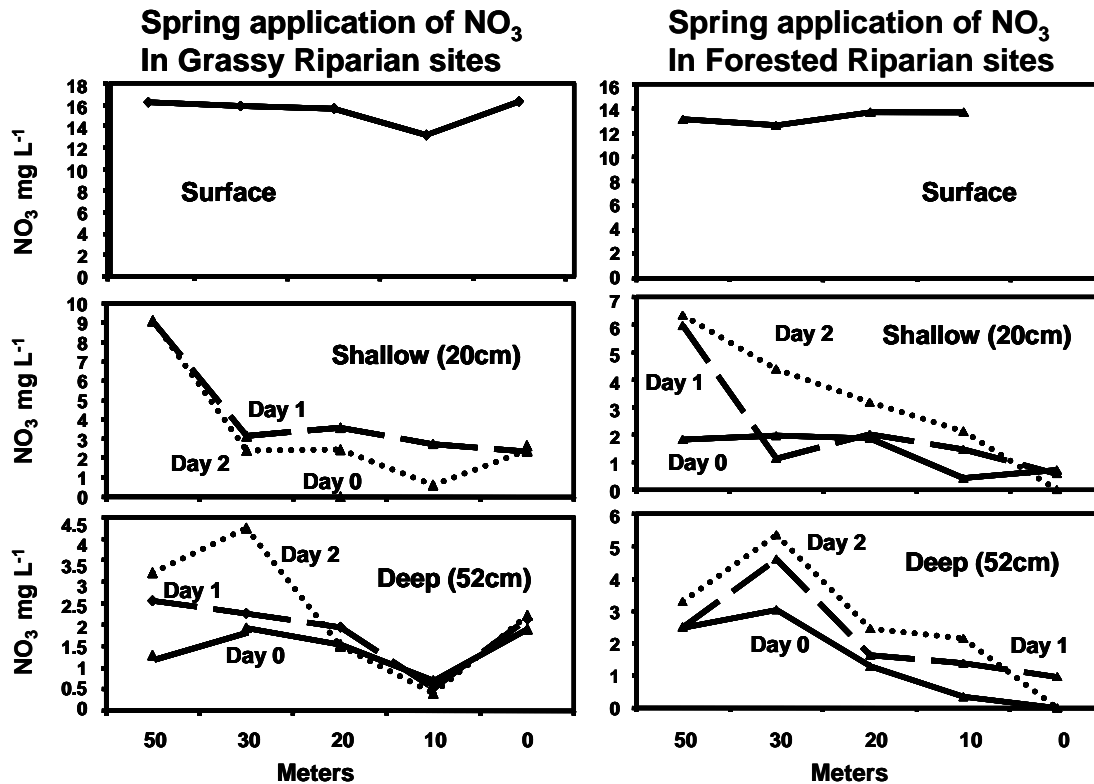 Spring application of NO₃
In Grassy Riparian sites
18
16
14
12
10
8
6
4
2
0
NO₃ mg L⁻¹
Surface
10
9
8
7
6
5
4
3
2
1
0
Shallow (20cm)
Day 1
Day 2
Day 0
4.5
4
3.5
3
2.5
2
1.5
1
0.5
0
NO₃ mg L⁻¹
Day 2
Deep (52cm)
Day 1
Day 0
50 30 20 10 0
Meters
Spring application of NO₃
In Forested Riparian sites
16
14
12
10
8
6
4
2
0
Surface
7
6
5
4
3
2
1
0
Day 2
Shallow (20cm)
Day 1
Day 0
6
5
4
3
2
1
0
Day 2
Deep (52cm)
Day 0
Day 1
50 30 20 10 0
Meters